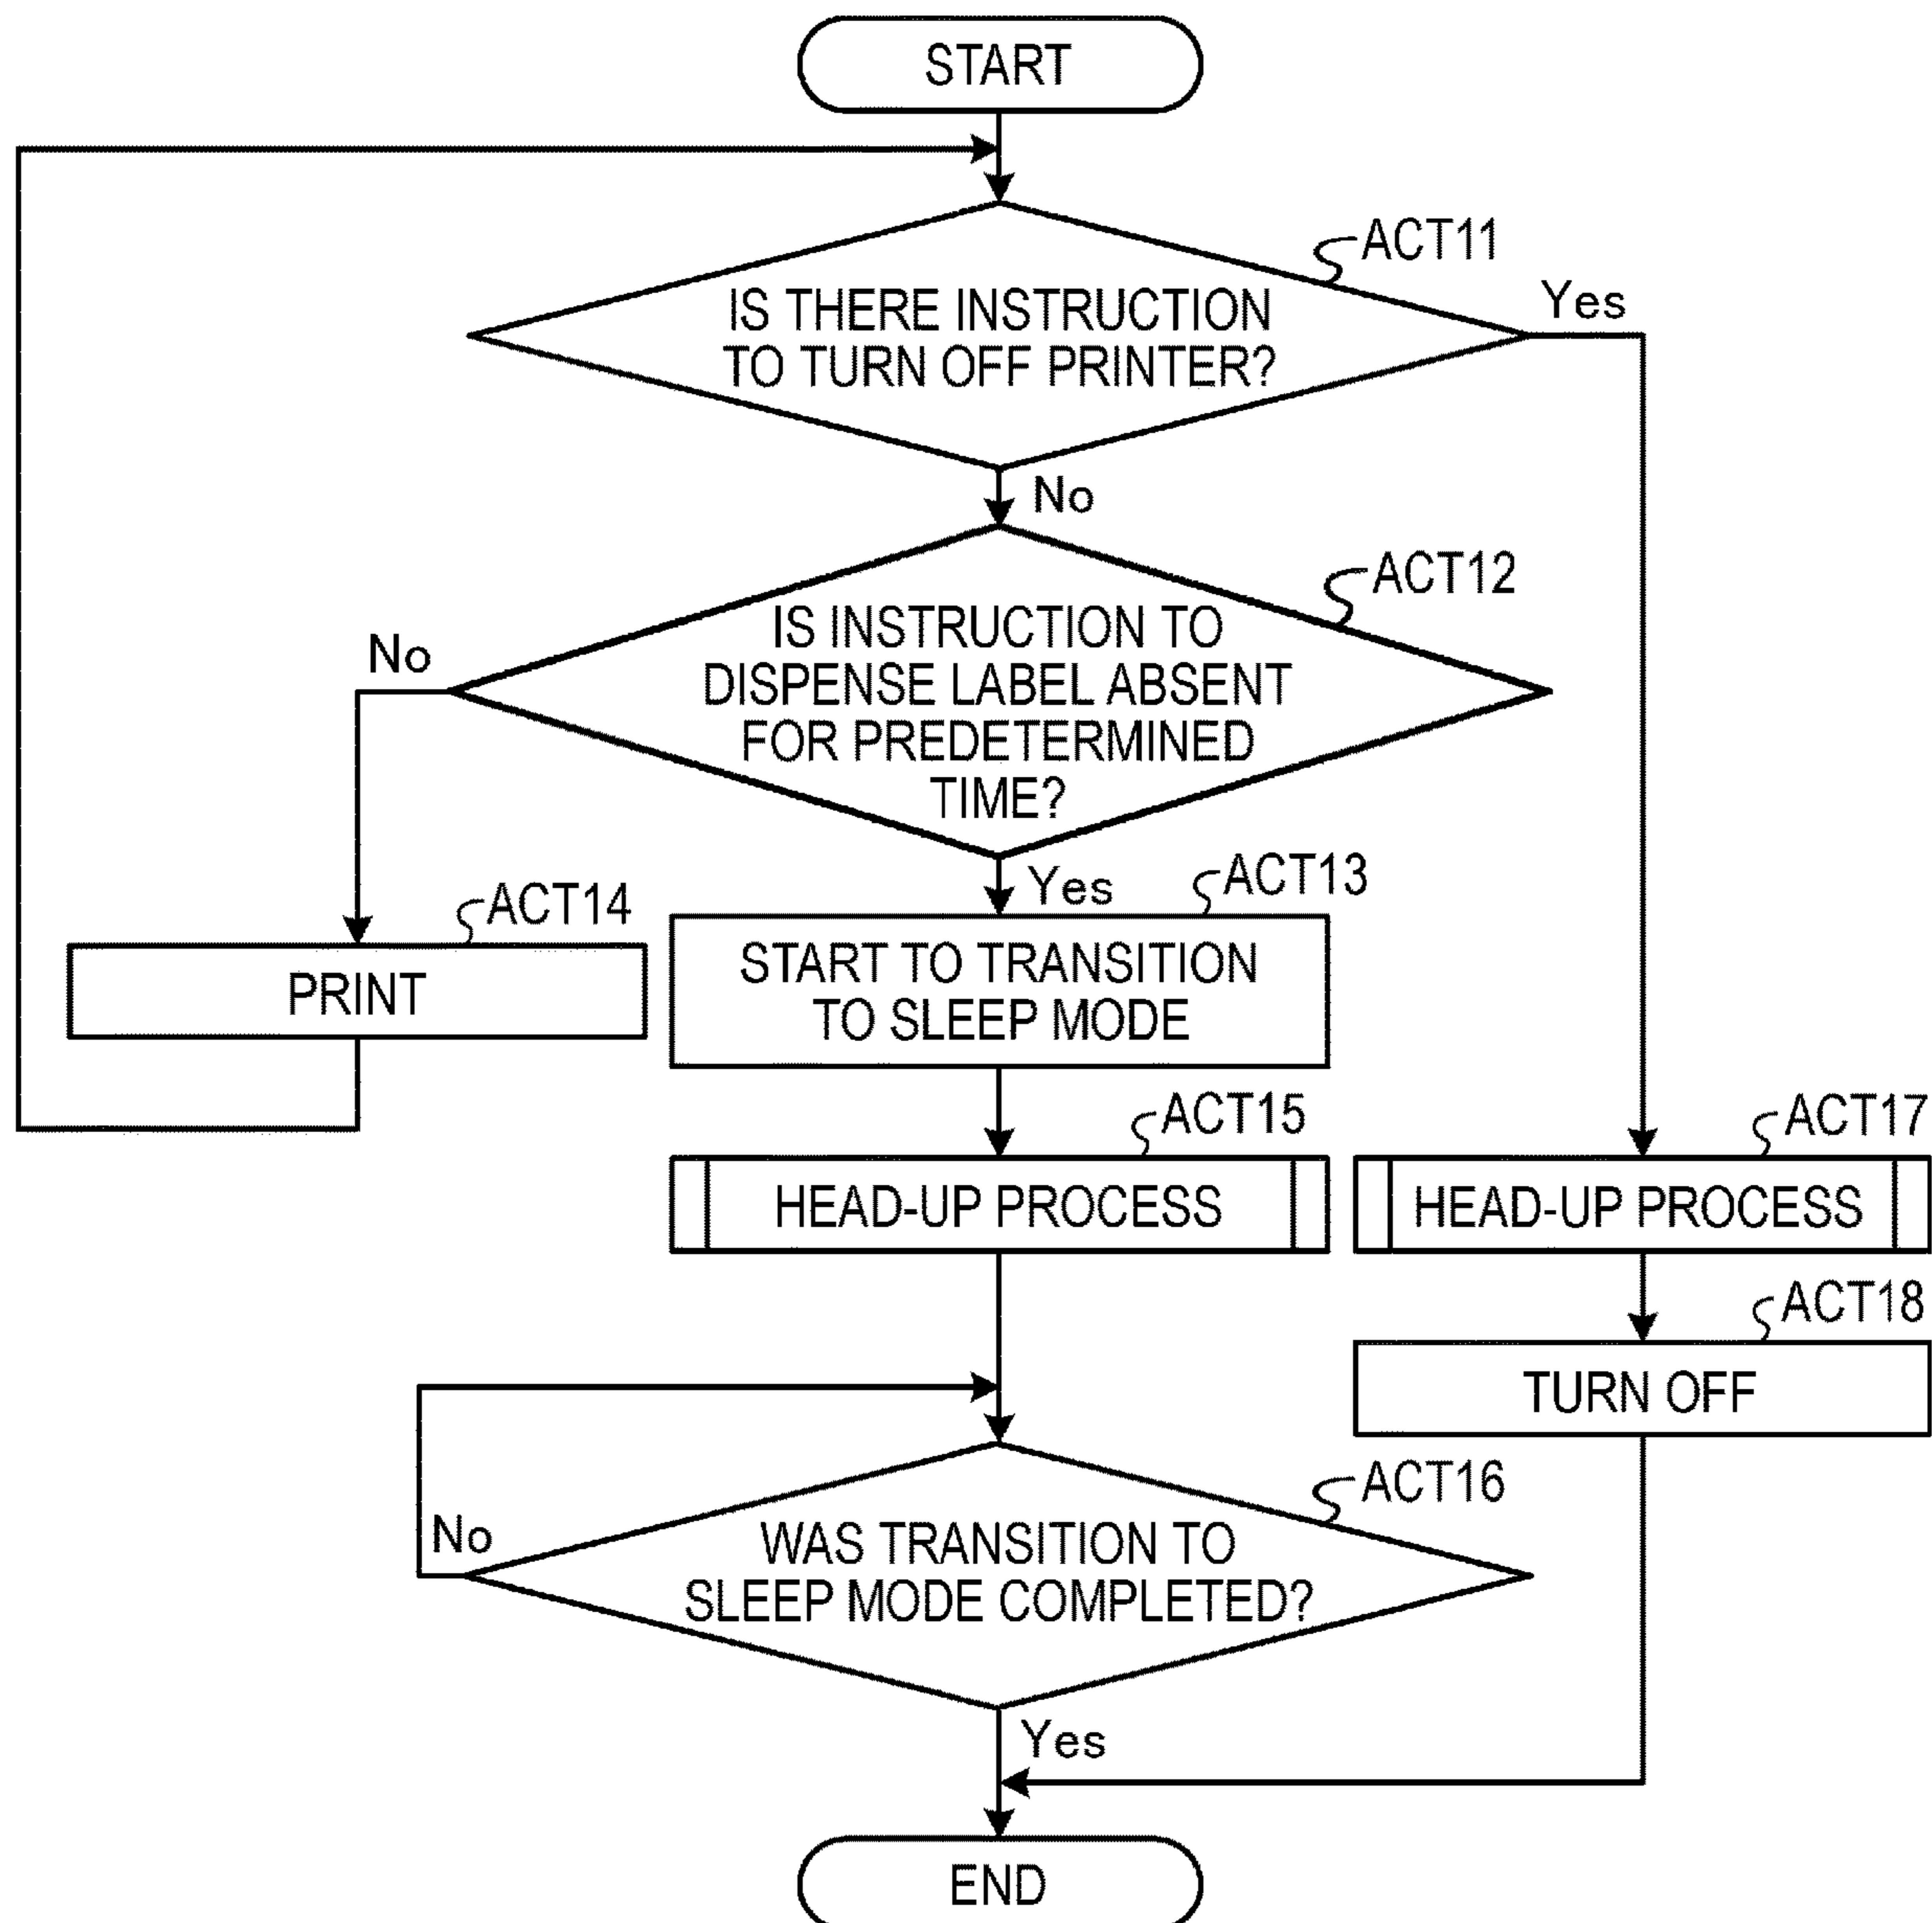 START
ACT11
IS THERE INSTRUCTION
TO TURN OFF PRINTER?
Yes
No
ACT12
IS INSTRUCTION TO
DISPENSE LABEL ABSENT
FOR PREDETERMINED
TIME?
No
Yes
ACT13
START TO TRANSITION
TO SLEEP MODE
ACT14
PRINT
ACT15
HEAD-UP PROCESS
ACT17
HEAD-UP PROCESS
ACT18
TURN OFF
ACT16
WAS TRANSITION TO
SLEEP MODE COMPLETED?
No
Yes
END